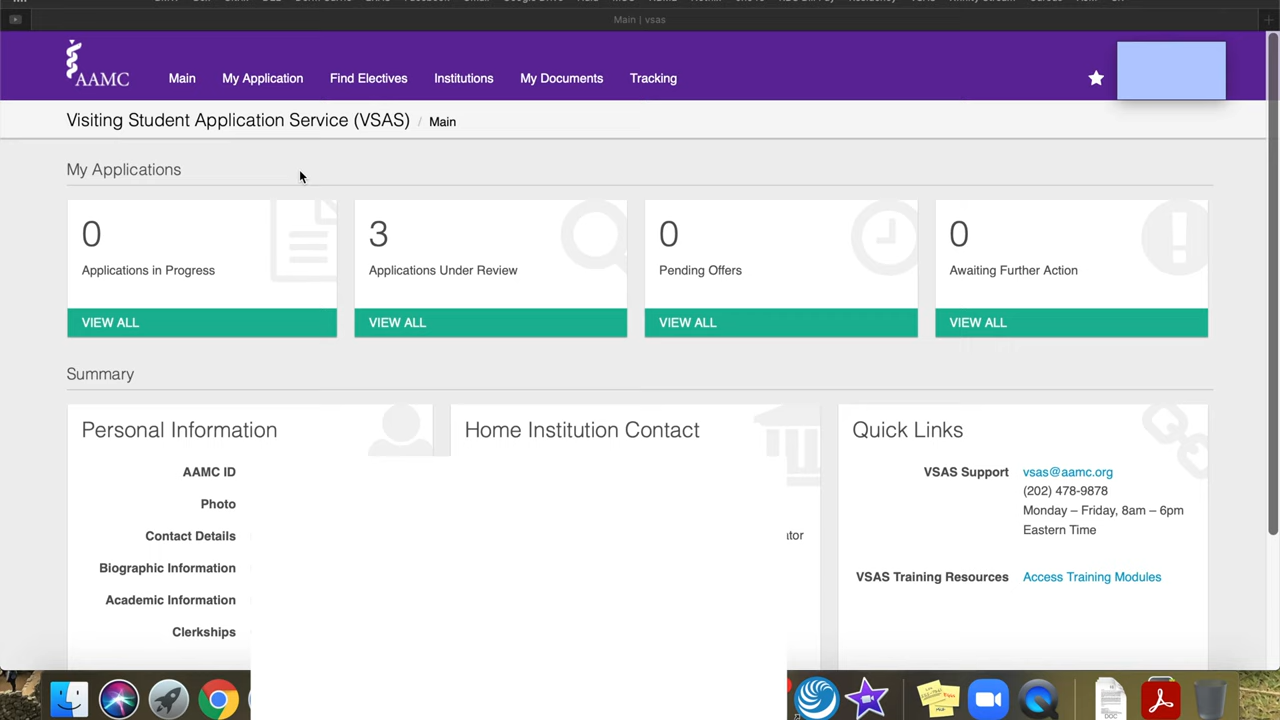 Main | vsas
AAMC
Main My Application Find Electives Institutions My Documents Tracking
Visiting Student Application Service (VSAS) / Main
My Applications
0
Applications in Progress
VIEW ALL
3
Applications Under Review
VIEW ALL
0
Pending Offers
VIEW ALL
0
Awaiting Further Action
VIEW ALL
Summary
Personal Information
AAMC ID
Photo
Contact Details
Biographic Information
Academic Information
Clerkships
Home Institution Contact
Quick Links
VSAS Support vsas@aamc.org
(202) 478-9878
Monday – Friday, 8am – 6pm
Eastern Time
VSAS Training Resources Access Training Modules
DOC